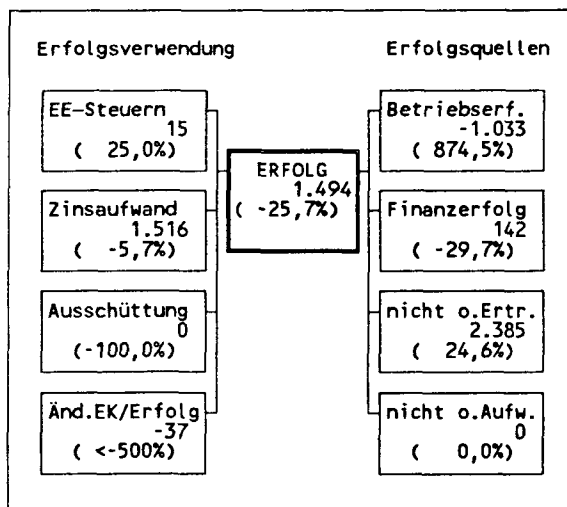 Erfolgsverwendung
EE-Steuern
15
( 25,0%)
Zinsaufwand
1.516
( -5,7%)
Ausschüttung
0
(-100,0%)
Änd.EK/Erfolg
-37
( <-500%)
ERFOLG
1.494
( -25,7%)
Erfolgsquellen
Betriebserf.
-1.033
( 874,5%)
Finanzerfolg
142
( -29,7%)
nicht o.Ertr.
2.385
( 24,6%)
nicht o.Aufw.
0
( 0,0%)